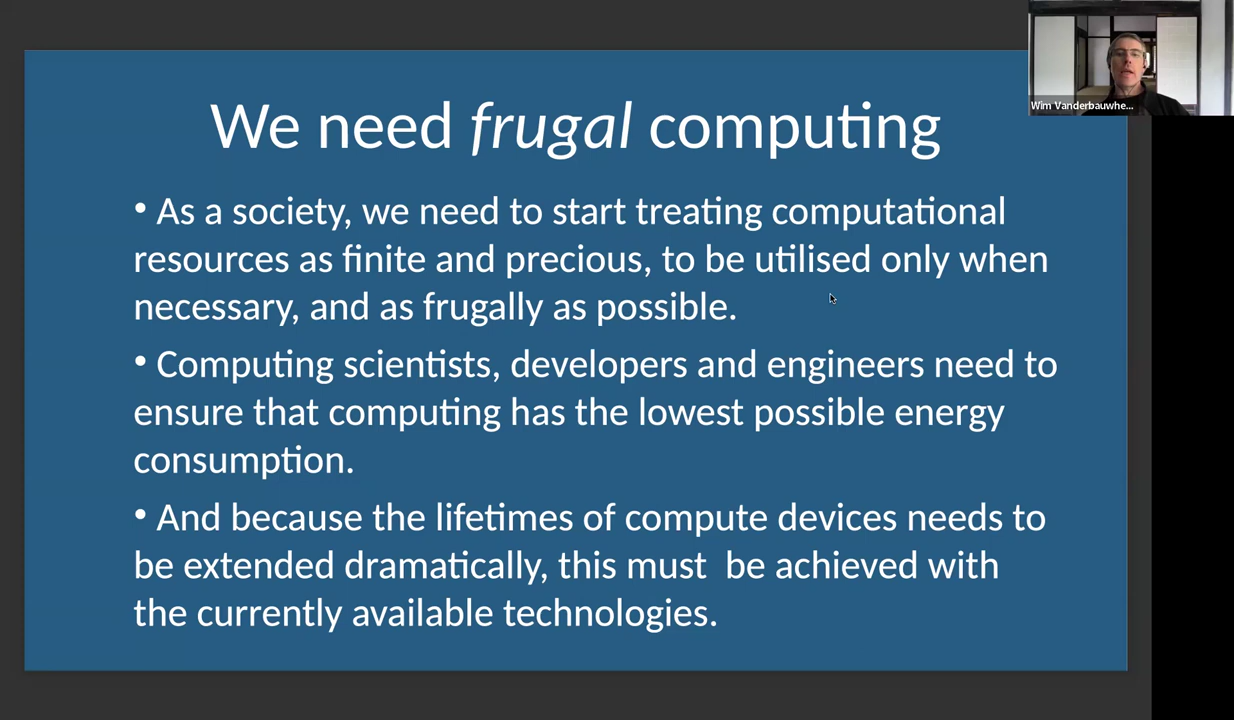 We need frugal computing
Wim Vanderbauwhe...
• As a society, we need to start treating computational
resources as finite and precious, to be utilised only when
necessary, and as frugally as possible.
• Computing scientists, developers and engineers need to
ensure that computing has the lowest possible energy
consumption.
• And because the lifetimes of compute devices needs to
be extended dramatically, this must  be achieved with
the currently available technologies.